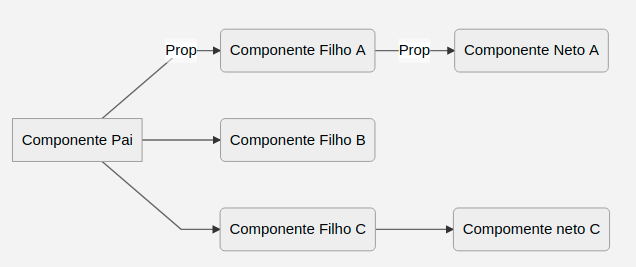 Prop
Componente Filho A
Prop
Componente Neto A
Componente Pai
Componente Filho B
Componente Filho C
Compomente neto C